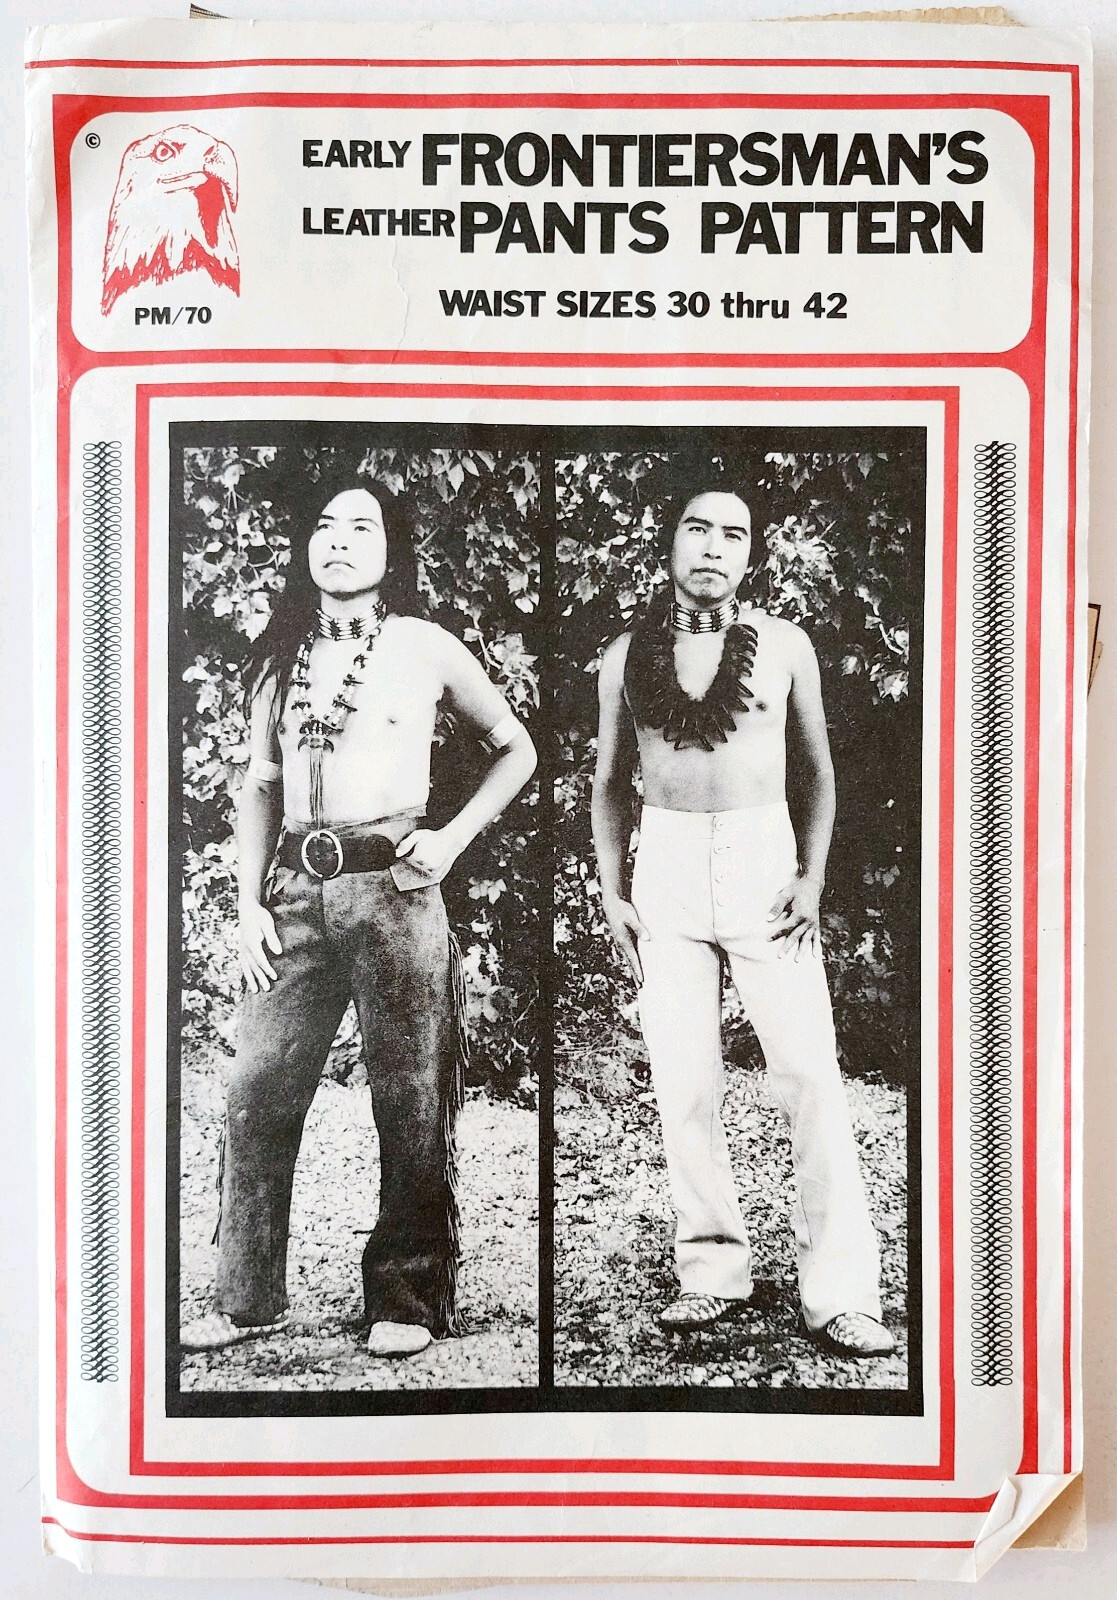 ©
EARLY FRONTIERSMAN'S
LEATHER PANTS PATTERN
PM/70
WAIST SIZES 30 thru 42